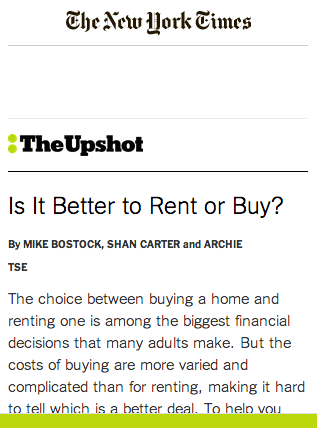 The New York Times
TheUpshot
Is It Better to Rent or Buy?
By MIKE BOSTOCK, SHAN CARTER and ARCHIE
TSE
The choice between buying a home and
renting one is among the biggest financial
decisions that many adults make. But the
costs of buying are more varied and
complicated than for renting, making it hard
to tell which is a better deal. To help you